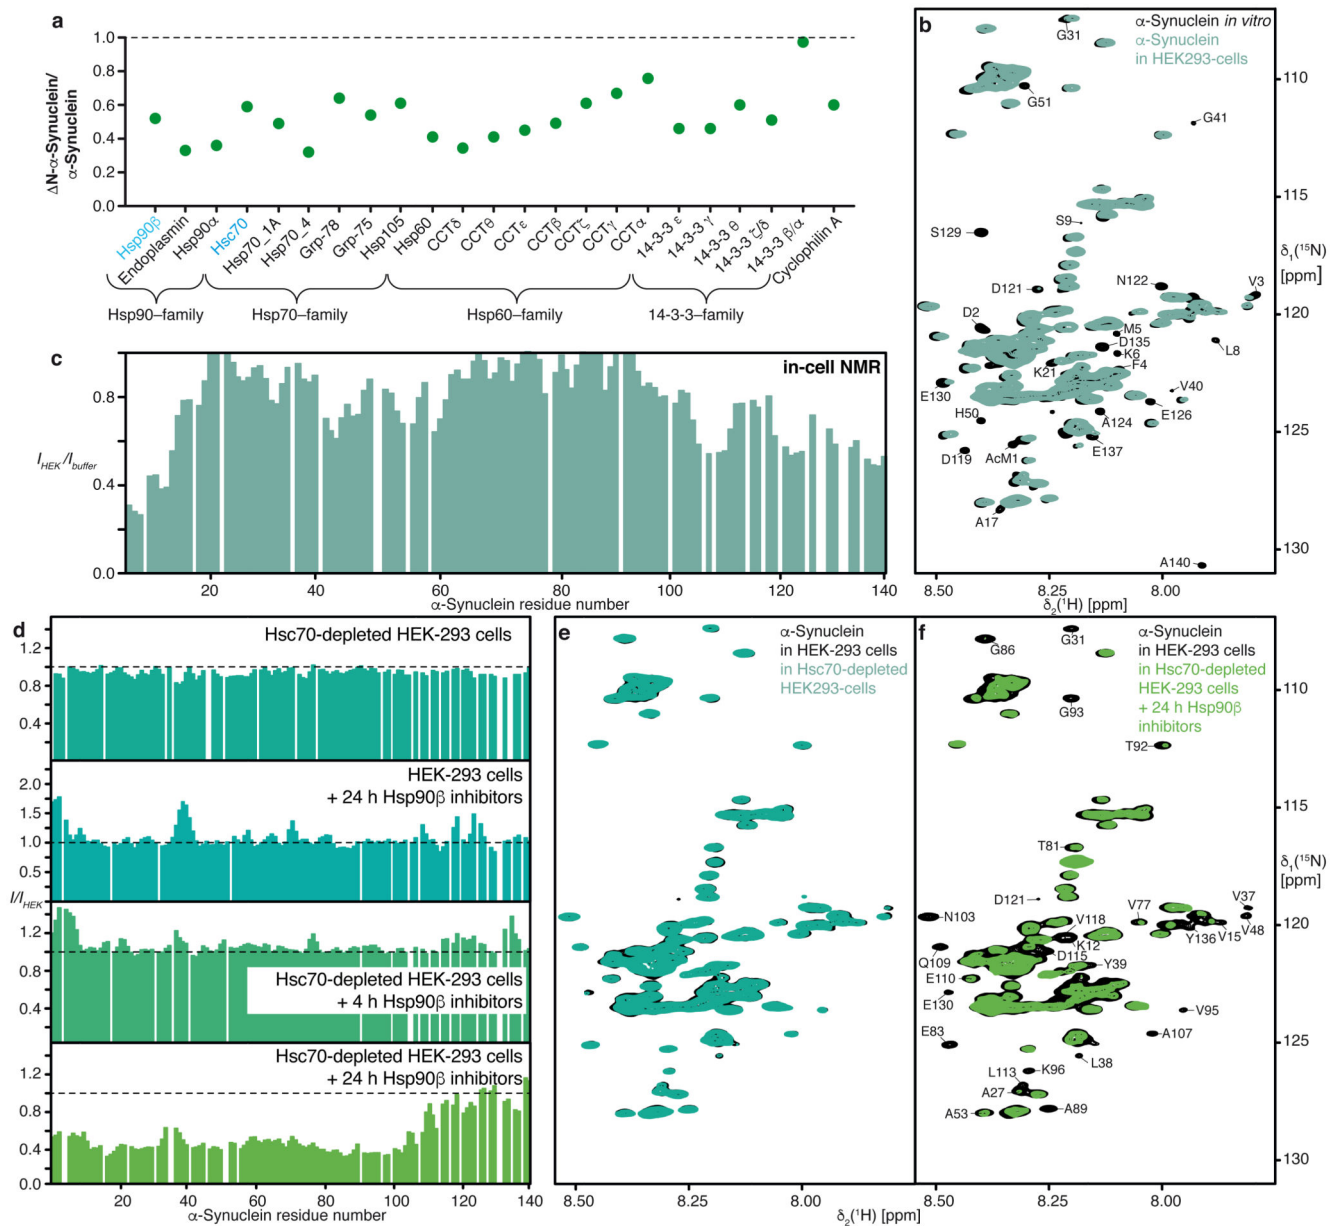 a
ΔN-α-Synuclein/
α-Synuclein
1.0
0.8
0.6
0.4
0.2
0.0
Hsp90β
Endoplasmin
Hsp90α
Hsc70
Hsp70_1A
Hsp70_4
Grp-78
Grp-75
Hsp105
Hsp60
CCTδ
CCTθ
CCTε
CCTβ
CCTζ
CCTγ
CCTα
14-3-3 ε
14-3-3 γ
14-3-3 θ
14-3-3 ζ/δ
14-3-3 β/α
Cyclophilin A
Hsp90–family
Hsp70–family
Hsp60–family
14-3-3–family
b
α-Synuclein in vitro
α-Synuclein
in HEK293-cells
G31
G51
G41
S9
S129
D121
N122
V3
D2
M5
D135
K6
F4
L8
K21
V40
E130
H50
A124
E126
D119
AcM1
E137
A17
A140
110
115
δ1(15N)
[ppm]
120
125
130
8.50
8.25
8.00
δ2(1H) [ppm]
c
in-cell NMR
IHEK/Ibuffer
0.8
0.4
0.0
20
40
60
80
100
120
140
α-Synuclein residue number
d
Hsc70-depleted HEK-293 cells
1.2
0.8
0.4
HEK-293 cells
+ 24 h Hsp90β inhibitors
2.0
1.0
0.5
I/IHEK
Hsc70-depleted HEK-293 cells
+ 4 h Hsp90β inhibitors
1.2
0.8
0.4
Hsc70-depleted HEK-293 cells
+ 24 h Hsp90β inhibitors
1.2
0.8
0.4
0.0
20
40
60
80
100
120
140
α-Synuclein residue number
e
α-Synuclein
in HEK-293 cells
in Hsc70-depleted
HEK293-cells
8.50
8.25
8.00
δ2(1H) [ppm]
f
α-Synuclein
in HEK-293 cells
in Hsc70-depleted
HEK-293 cells
+ 24 h Hsp90β
inhibitors
G31
G86
G93
T92
T81
D121
N103
V118
K12
D115
V77
V37
V48
V15
Y136
Q109
E110
Y39
E130
V95
E83
A107
L38
L113
K96
A27
A53
A89
110
115
δ1(15N)
[ppm]
120
125
130
8.50
8.25
8.00